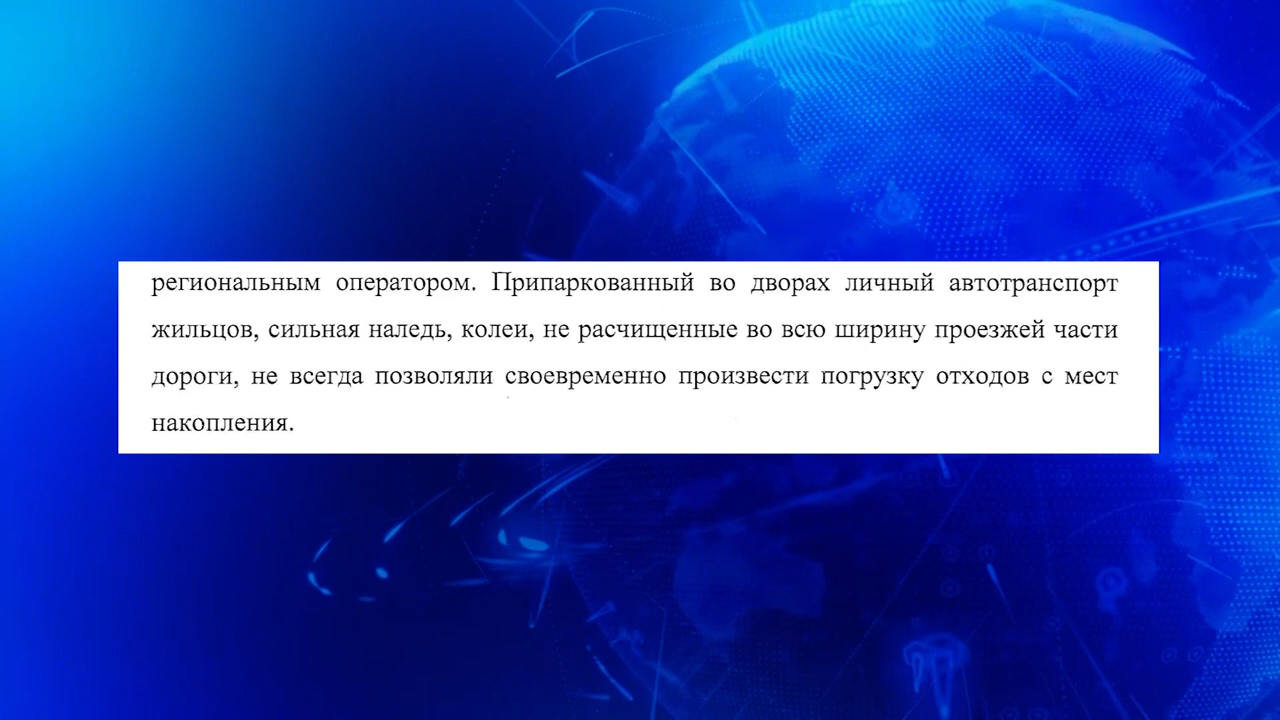 региональным оператором. Припаркованный во дворах личный автотранспорт
жильцов, сильная наледь, колеи, не расчищенные во всю ширину проезжей части
дороги, не всегда позволяли своевременно произвести погрузку отходов с мест
накопления.